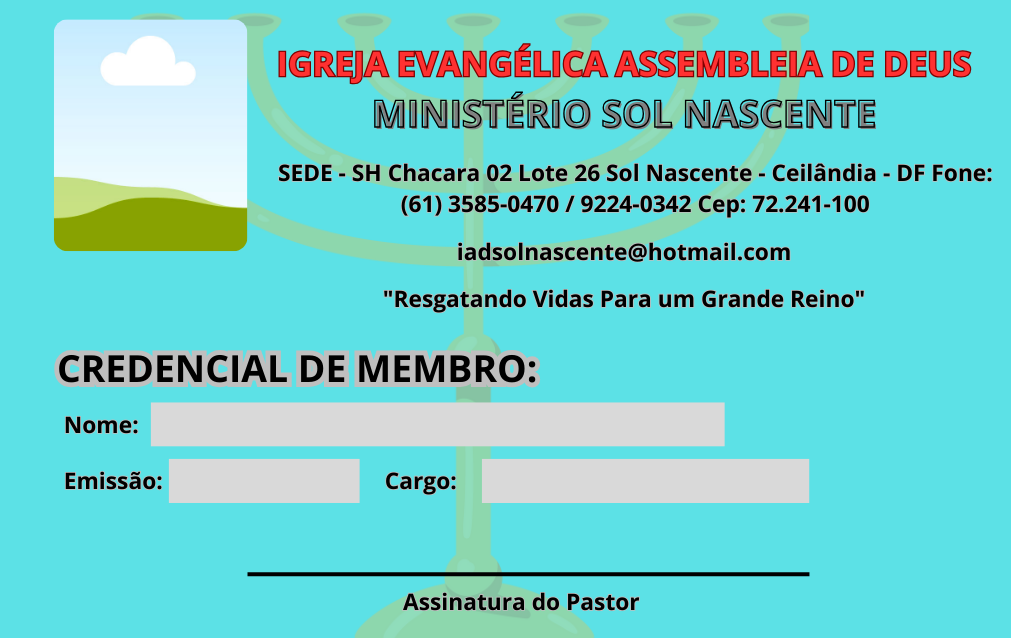 IGREJA EVANGÉLICA ASSEMBLEIA DE DEUS
MINISTÉRIO SOL NASCENTE
SEDE - SH Chacara 02 Lote 26 Sol Nascente - Ceilândia - DF Fone:
(61) 3585-0470 / 9224-0342 Cep: 72.241-100
iadsolnascente@hotmail.com
"Resgatando Vidas Para um Grande Reino"
CREDENCIAL DE MEMBRO:
Nome:
Emissão: Cargo:
Assinatura do Pastor